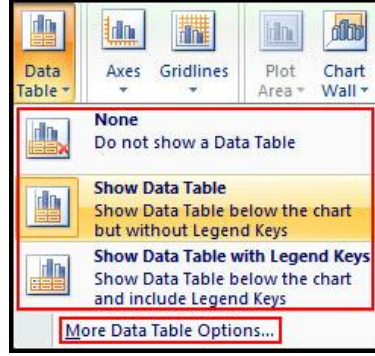 Data Table
Axes
Gridlines
Plot Area
Chart Wall
None
Do not show a Data Table
Show Data Table
Show Data Table below the chart
but without Legend Keys
Show Data Table with Legend Keys
Show Data Table below the chart
and include Legend Keys
More Data Table Options...